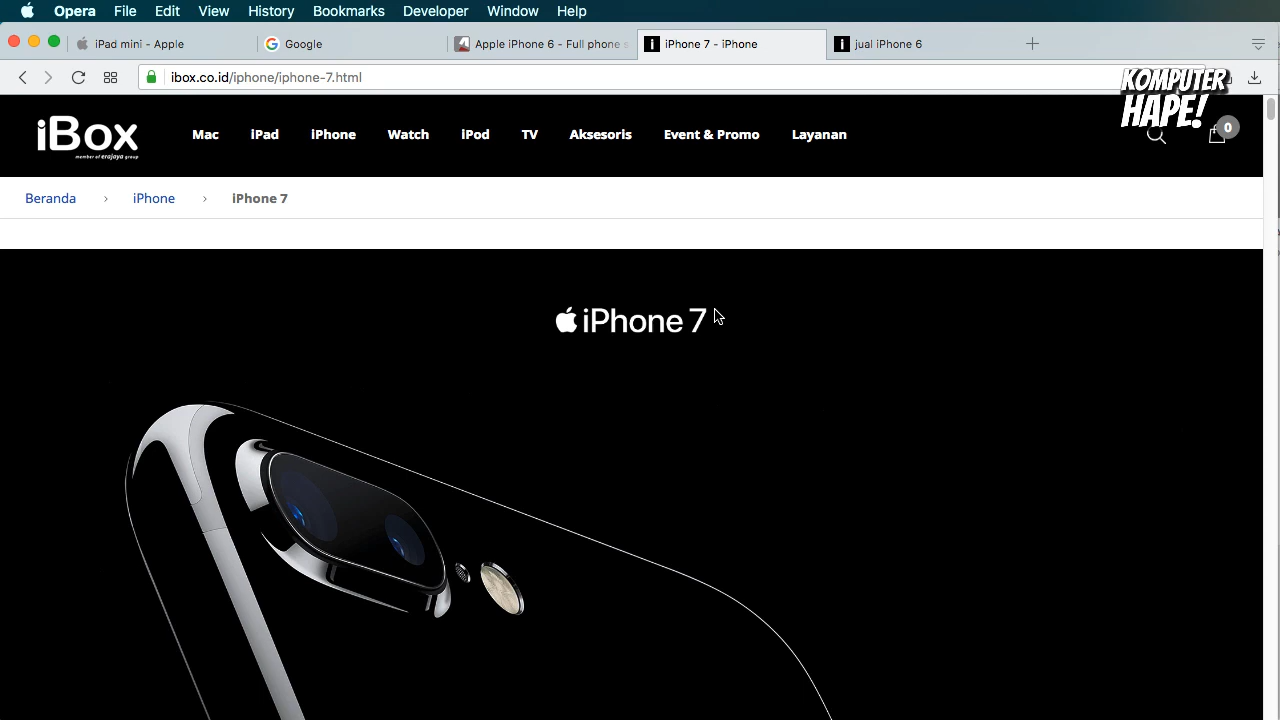 Opera File Edit View History Bookmarks Developer Window Help
iPad mini - Apple Google Apple iPhone 6 - Full phone s iPhone 7 - iPhone jual iPhone 6
ibox.co.id/iphone/iphone-7.html
KOMPUTER
HAPE!
iBox
member of erajaya group
Mac iPad iPhone Watch iPod TV Aksesoris Event & Promo Layanan 0
Beranda > iPhone > iPhone 7
iPhone 7